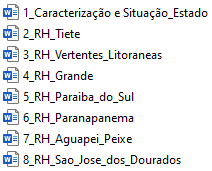 1_Caracterização e Situação_Estado
2_RH_Tiete
3_RH_Vertentes_Litoraneas
4_RH_Grande
5_RH_Paraiba_do_Sul
6_RH_Paranapanema
7_RH_Aguapei_Peixe
8_RH_Sao_Jose_dos_Dourados